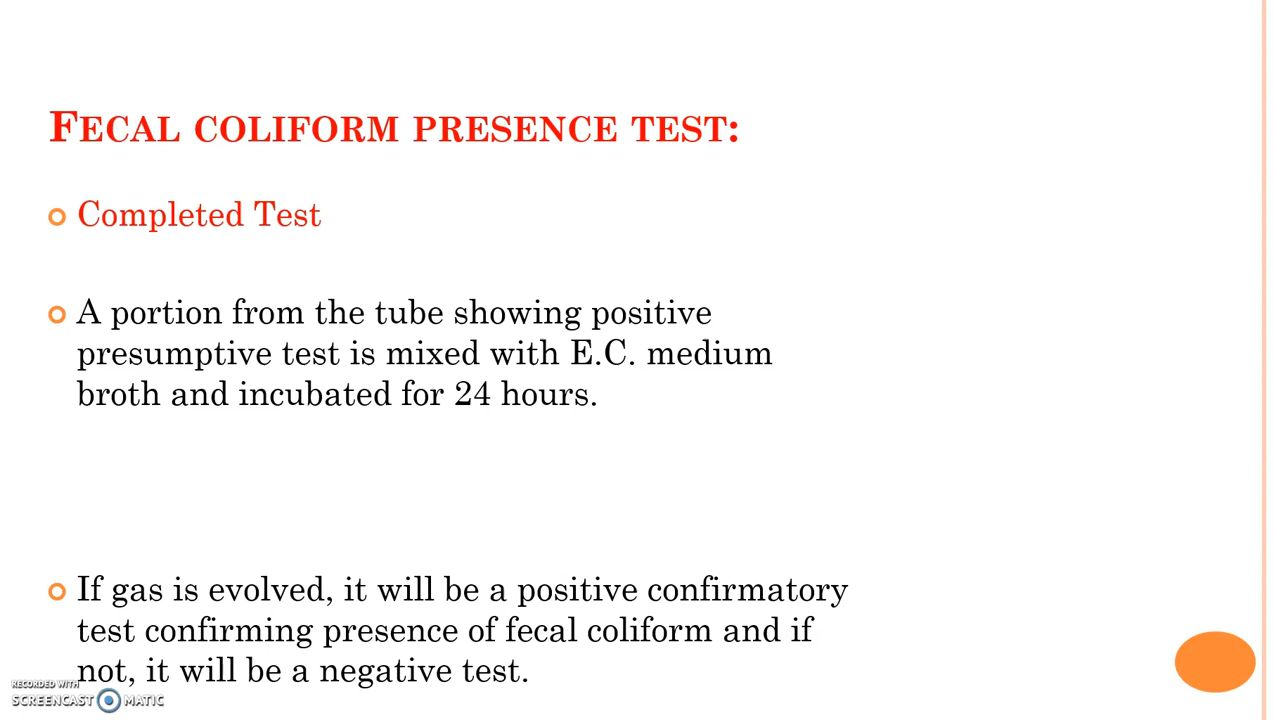 FECAL COLIFORM PRESENCE TEST:
Completed Test
A portion from the tube showing positive
presumptive test is mixed with E.C. medium
broth and incubated for 24 hours.
If gas is evolved, it will be a positive confirmatory
test confirming presence of fecal coliform and if
not, it will be a negative test.
RECORDED WITH
SCREENCAST MATIC